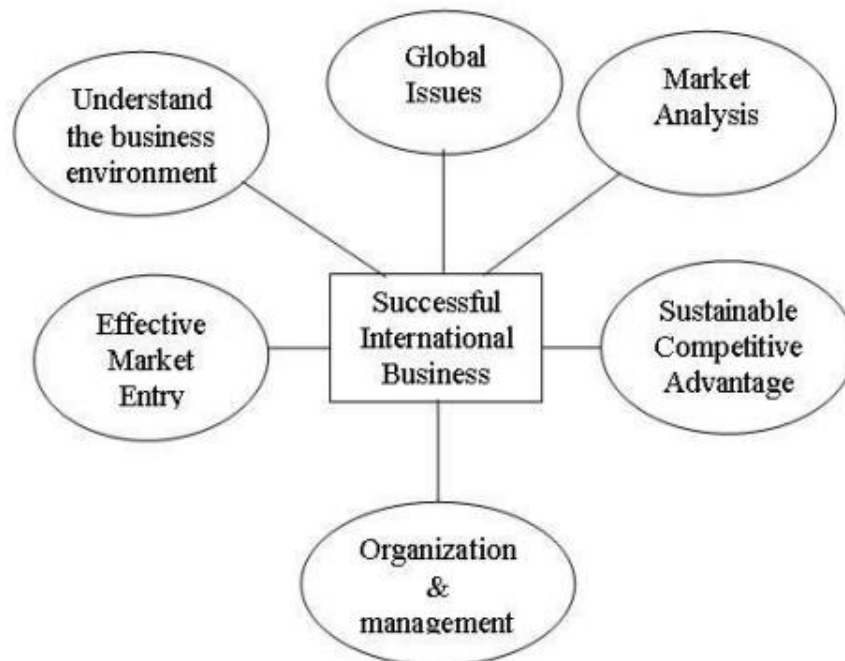 Global
Issues
Market
Analysis
Understand
the business
environment
Successful
International
Business
Effective
Market
Entry
Sustainable
Competitive
Advantage
Organization
&
management